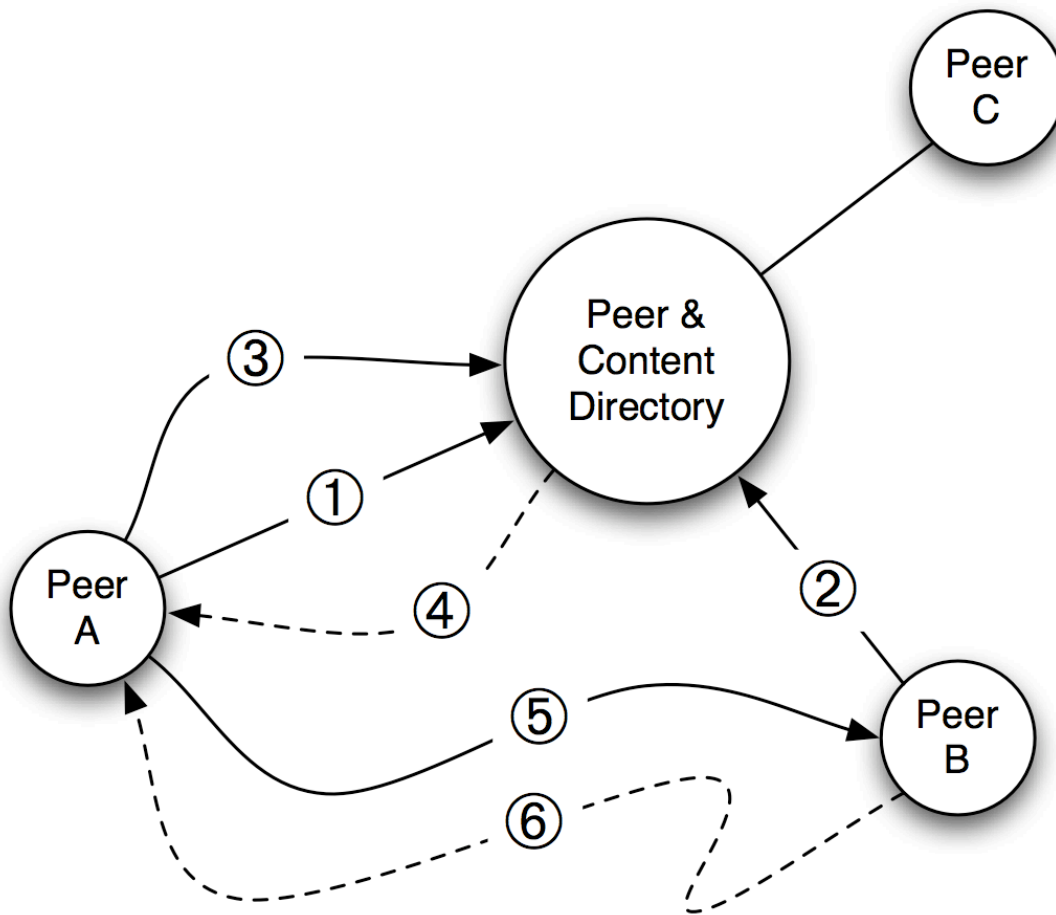 Peer
C
Peer &
Content
Directory
③
①
Peer
A
④
②
⑤
Peer
B
⑥